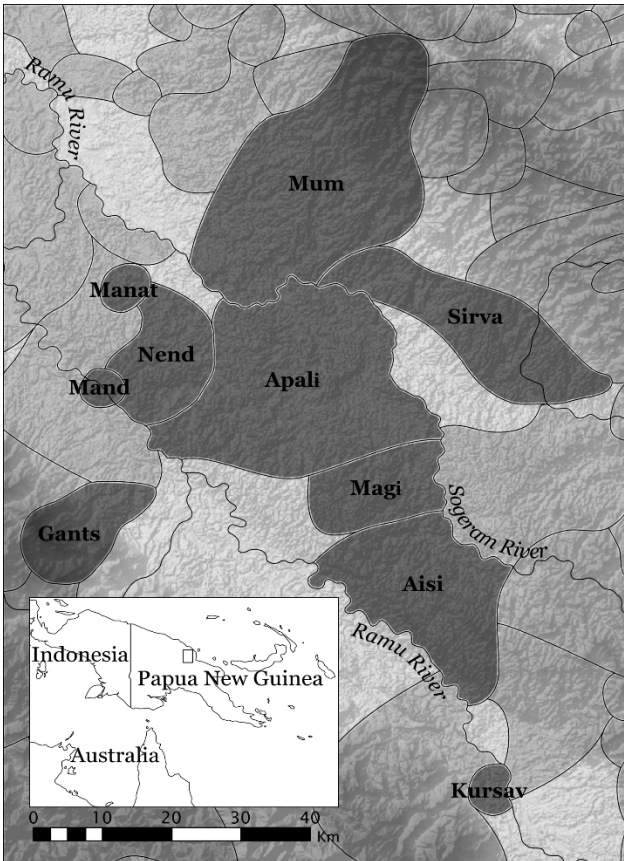 Ramu River
Mum
Manat
Sirva
Nend
Apali
Mand
Magi
Sogeram River
Gants
Aisi
Ramu River
Indonesia
Papua New Guinea
Australia
Kursav
0 10 20 30 40
Km